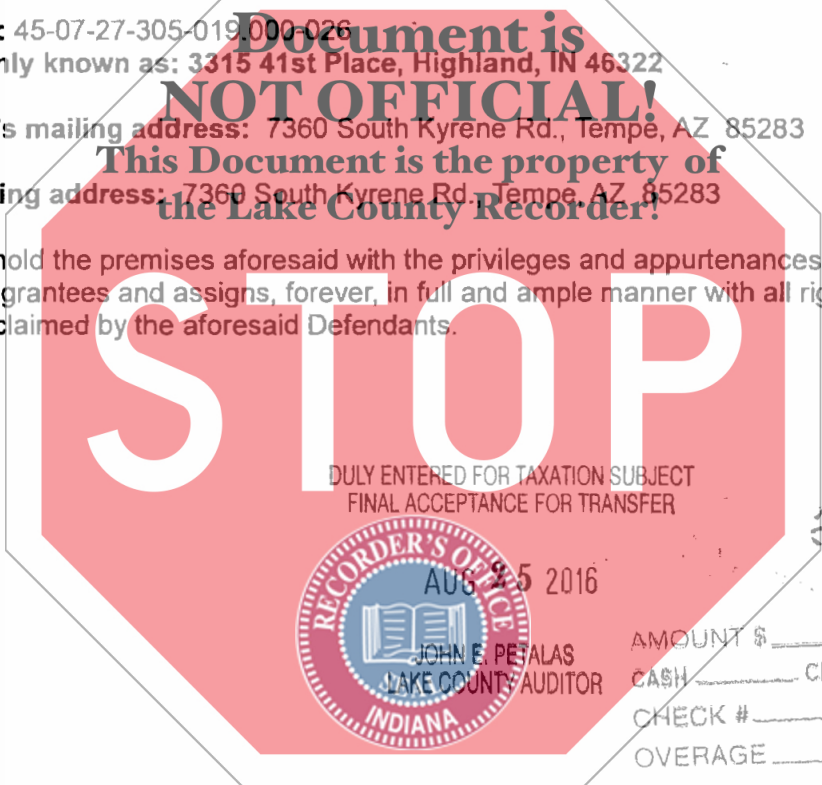 : 45-07-27-305-019.000-026
Document is
nly known as: 3315 41st Place, Highland, IN 46322
NOT OFFICIAL!
's mailing address: 7360 South Kyrene Rd., Tempe, AZ 85283
This Document is the property of
ing address: 7360 South Kyrene Rd., Tempe, AZ 85283
the Lake County Recorder!
hold the premises aforesaid with the privileges and appurtenances
grantees and assigns, forever, in full and ample manner with all rig
claimed by the aforesaid Defendants.
STOP
DULY ENTERED FOR TAXATION SUBJECT
FINAL ACCEPTANCE FOR TRANSFER
RECORDER'S OFFICE
AUG 25 2016
JOHN E. PETALAS
LAKE COUNTY AUDITOR
INDIANA
AMOUNT $
CASH
CHECK #
OVERAGE